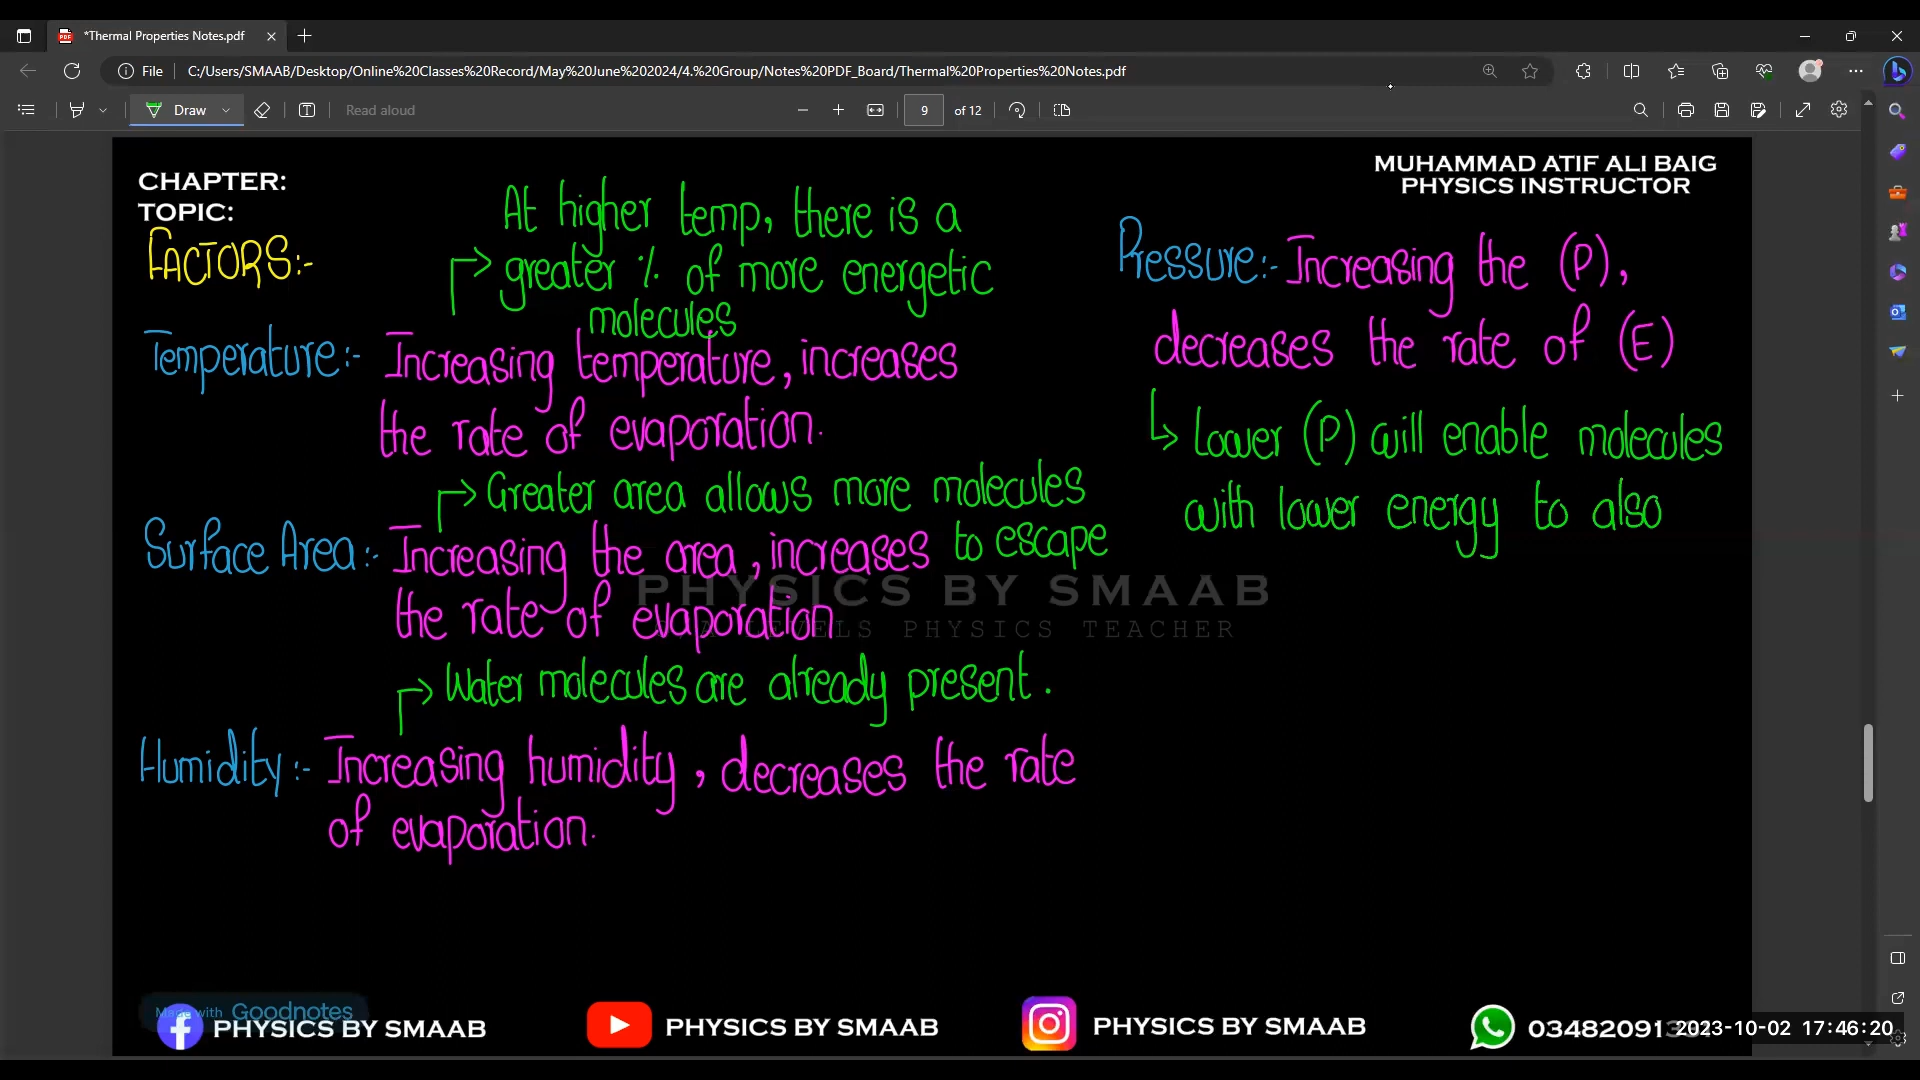 *Thermal Properties Notes.pdf
File C:/Users/SMAAB/Desktop/Online%20Classes%20Record/May%20June%202024/4.%20Group/Notes%20PDF_Board/Thermal%20Properties%20Notes.pdf
Draw Read aloud 9 of 12
CHAPTER:
TOPIC:
MUHAMMAD ATIF ALI BAIG
PHYSICS INSTRUCTOR
FACTORS:-
At higher temp, there is a
greater % of more energetic
molecules
Temperature:- Increasing temperature, increases
the rate of evaporation.
Greater area allows more molecules
to escape
Surface Area:- Increasing the area, increases
the rate of evaporation
Water molecules are already present.
Humidity:- Increasing humidity, decreases the rate
of evaporation.
Pressure:- Increasing the (P),
decreases the rate of (E)
Lower (P) will enable molecules
with lower energy to also
PHYSICS BY SMAAB
LEVELS PHYSICS TEACHER
Made with Goodnotes
PHYSICS BY SMAAB
PHYSICS BY SMAAB
PHYSICS BY SMAAB
03482091
2023-10-02 17:46:20